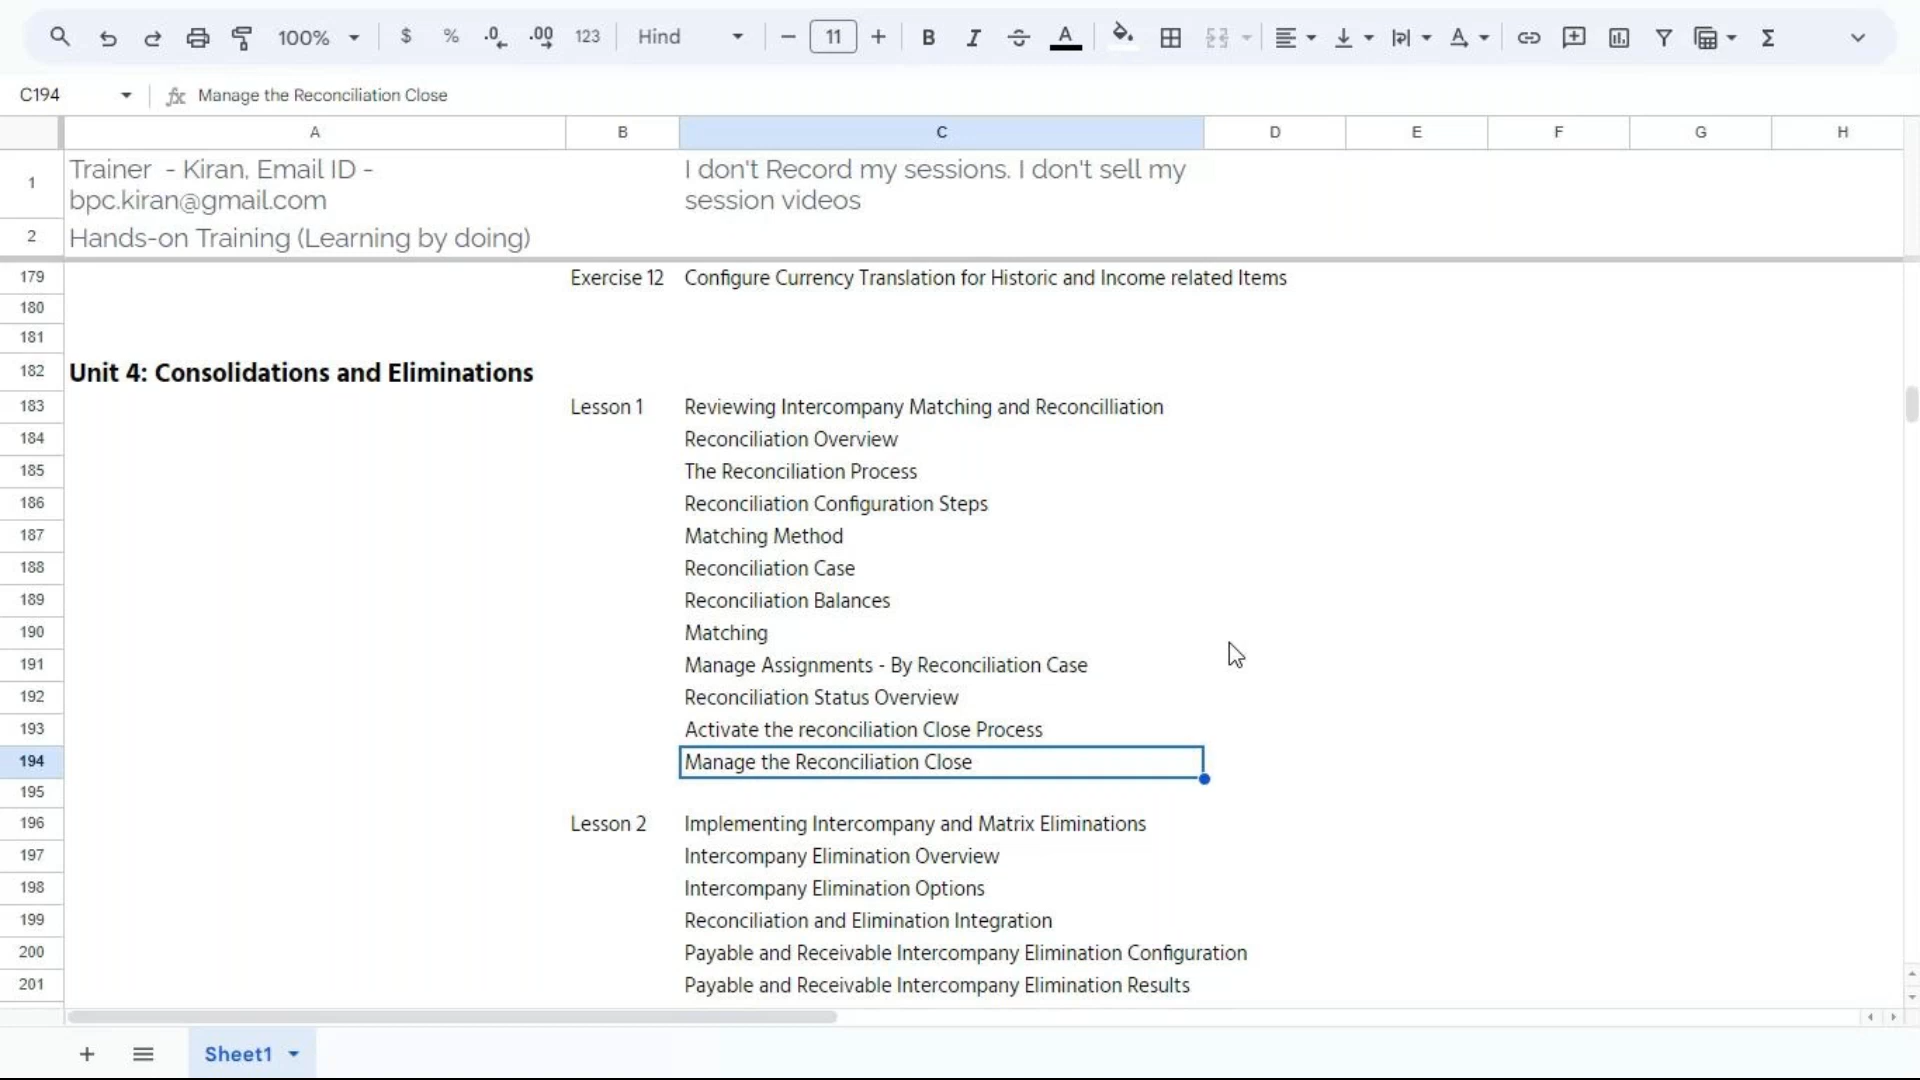 100%
$ % .0 .00 123 Hind 11 B I A Σ
C194 fx Manage the Reconciliation Close
A B C D E F G H
1 Trainer - Kiran, Email ID - I don't Record my sessions. I don't sell my
bpc.kiran@gmail.com session videos
2 Hands-on Training (Learning by doing)
179 Exercise 12 Configure Currency Translation for Historic and Income related Items
180
181
182 Unit 4: Consolidations and Eliminations
183 Lesson 1 Reviewing Intercompany Matching and Reconcilliation
184 Reconciliation Overview
185 The Reconciliation Process
186 Reconciliation Configuration Steps
187 Matching Method
188 Reconciliation Case
189 Reconciliation Balances
190 Matching
191 Manage Assignments - By Reconciliation Case
192 Reconciliation Status Overview
193 Activate the reconciliation Close Process
194 Manage the Reconciliation Close
195
196 Lesson 2 Implementing Intercompany and Matrix Eliminations
197 Intercompany Elimination Overview
198 Intercompany Elimination Options
199 Reconciliation and Elimination Integration
200 Payable and Receivable Intercompany Elimination Configuration
201 Payable and Receivable Intercompany Elimination Results
Sheet1